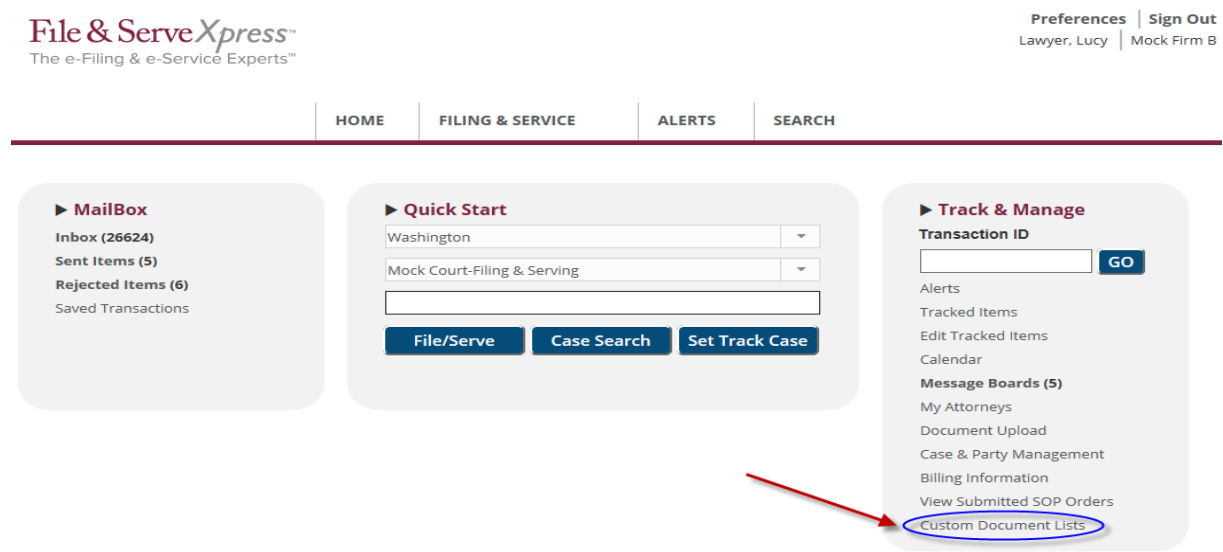 File & ServeXpress™
The e-Filing & e-Service Experts™
Preferences | Sign Out
Lawyer, Lucy | Mock Firm B
HOME FILING & SERVICE ALERTS SEARCH
► MailBox
Inbox (26624)
Sent Items (5)
Rejected Items (6)
Saved Transactions
► Quick Start
Washington
Mock Court-Filing & Serving
File/Serve Case Search Set Track Case
► Track & Manage
Transaction ID
GO
Alerts
Tracked Items
Edit Tracked Items
Calendar
Message Boards (5)
My Attorneys
Document Upload
Case & Party Management
Billing Information
View Submitted SOP Orders
Custom Document Lists